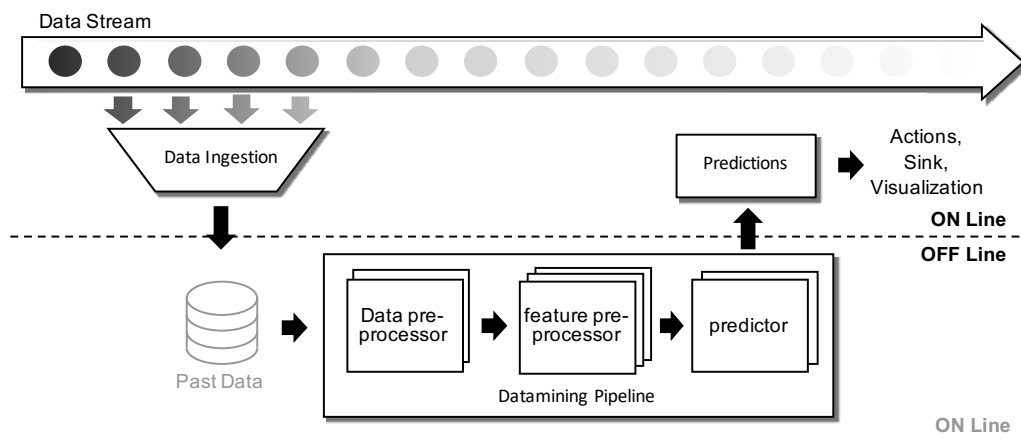 Data Stream
Data Ingestion
Predictions
Actions,
Sink,
Visualization
ON Line
OFF Line
Past Data
Data pre-
processor
feature pre-
processor
predictor
Datamining Pipeline
ON Line